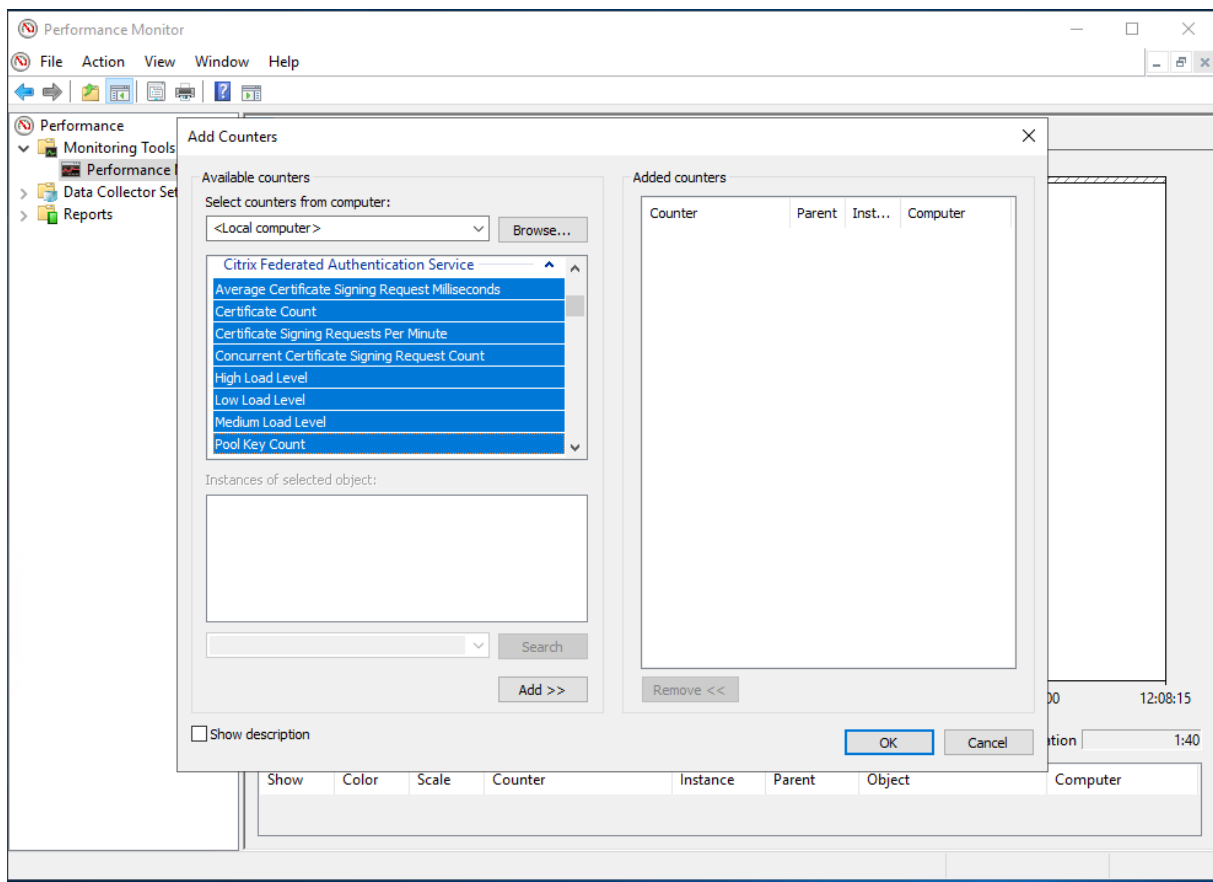 Performance Monitor
File Action View Window Help
Performance
Monitoring Tools
Performance
Data Collector Set
Reports
Add Counters
Available counters
Select counters from computer:
<Local computer>
Browse...
Citrix Federated Authentication Service
Average Certificate Signing Request Milliseconds
Certificate Count
Certificate Signing Requests Per Minute
Concurrent Certificate Signing Request Count
High Load Level
Low Load Level
Medium Load Level
Pool Key Count
Instances of selected object:
Search
Add >>
Show description
Added counters
Counter Parent Inst... Computer
Remove <<
OK Cancel
00 12:08:15
ation 1:40
Show Color Scale Counter Instance Parent Object Computer